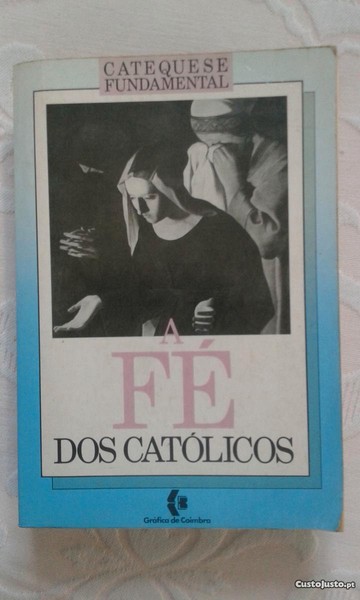 CATEQUESE
FUNDAMENTAL
A
FÉ
DOS CATÓLICOS
Gráfica de Coimbra
CustoJusto.pt